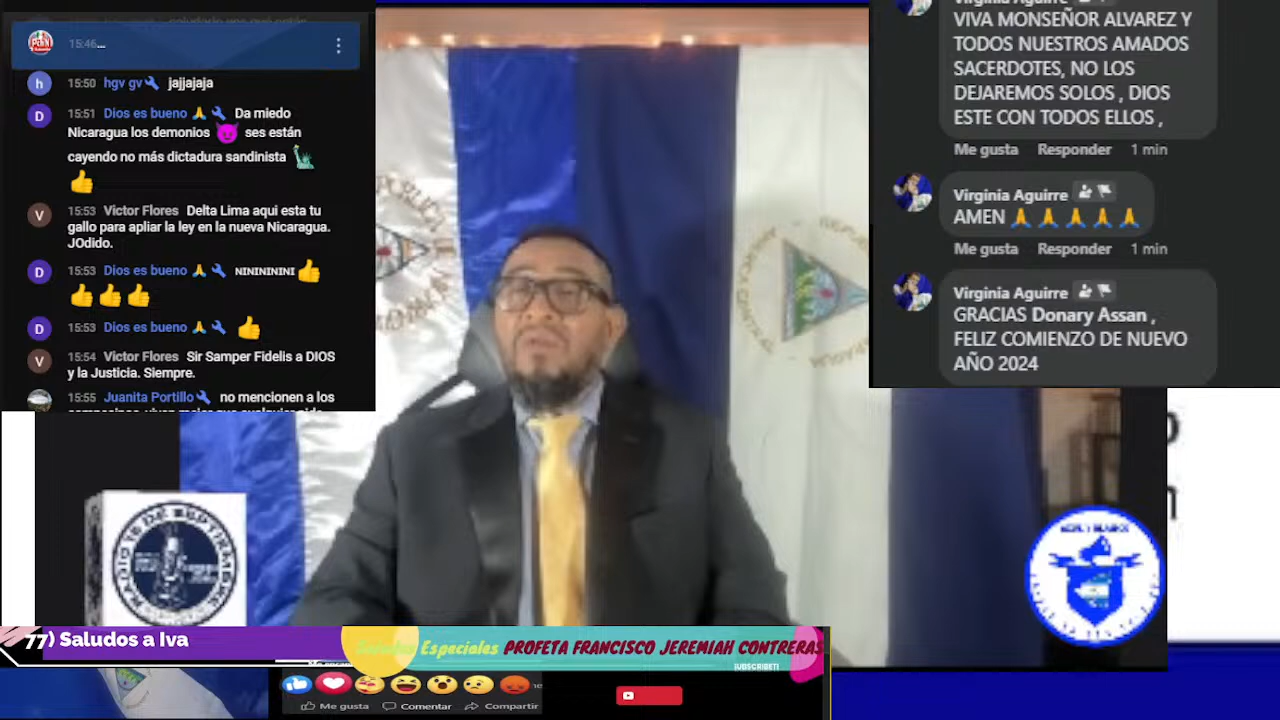 15:46...
15:50 hgv gv jajjajaja
15:51 Dios es bueno 🙏 Da miedo
Nicaragua los demonios 😈 ses están
cayendo no más dictadura sandinista 🗽
👍
15:53 Victor Flores Delta Lima aqui esta tu
gallo para apliar la ley en la nueva Nicaragua.
JOdido.
15:53 Dios es bueno 🙏 NINININI 👍
👍👍👍
15:53 Dios es bueno 🙏 👍
15:54 Victor Flores Sir Samper Fidelis a DIOS
y la Justicia. Siempre.
15:55 Juanita Portillo no mencionen a los
Virginia Aguirre
VIVA MONSEÑOR ALVAREZ Y
TODOS NUESTROS AMADOS
SACERDOTES, NO LOS
DEJAREMOS SOLOS , DIOS
ESTE CON TODOS ELLOS ,
Me gusta Responder 1 min
Virginia Aguirre
AMEN 🙏🙏🙏🙏🙏
Me gusta Responder 1 min
Virginia Aguirre
GRACIAS Donary Assan ,
FELIZ COMIENZO DE NUEVO
AÑO 2024
77) Saludos a Iva
Especiales PROFETA FRANCISCO JEREMIAH CONTRERAS
Me gusta Comentar Compartir